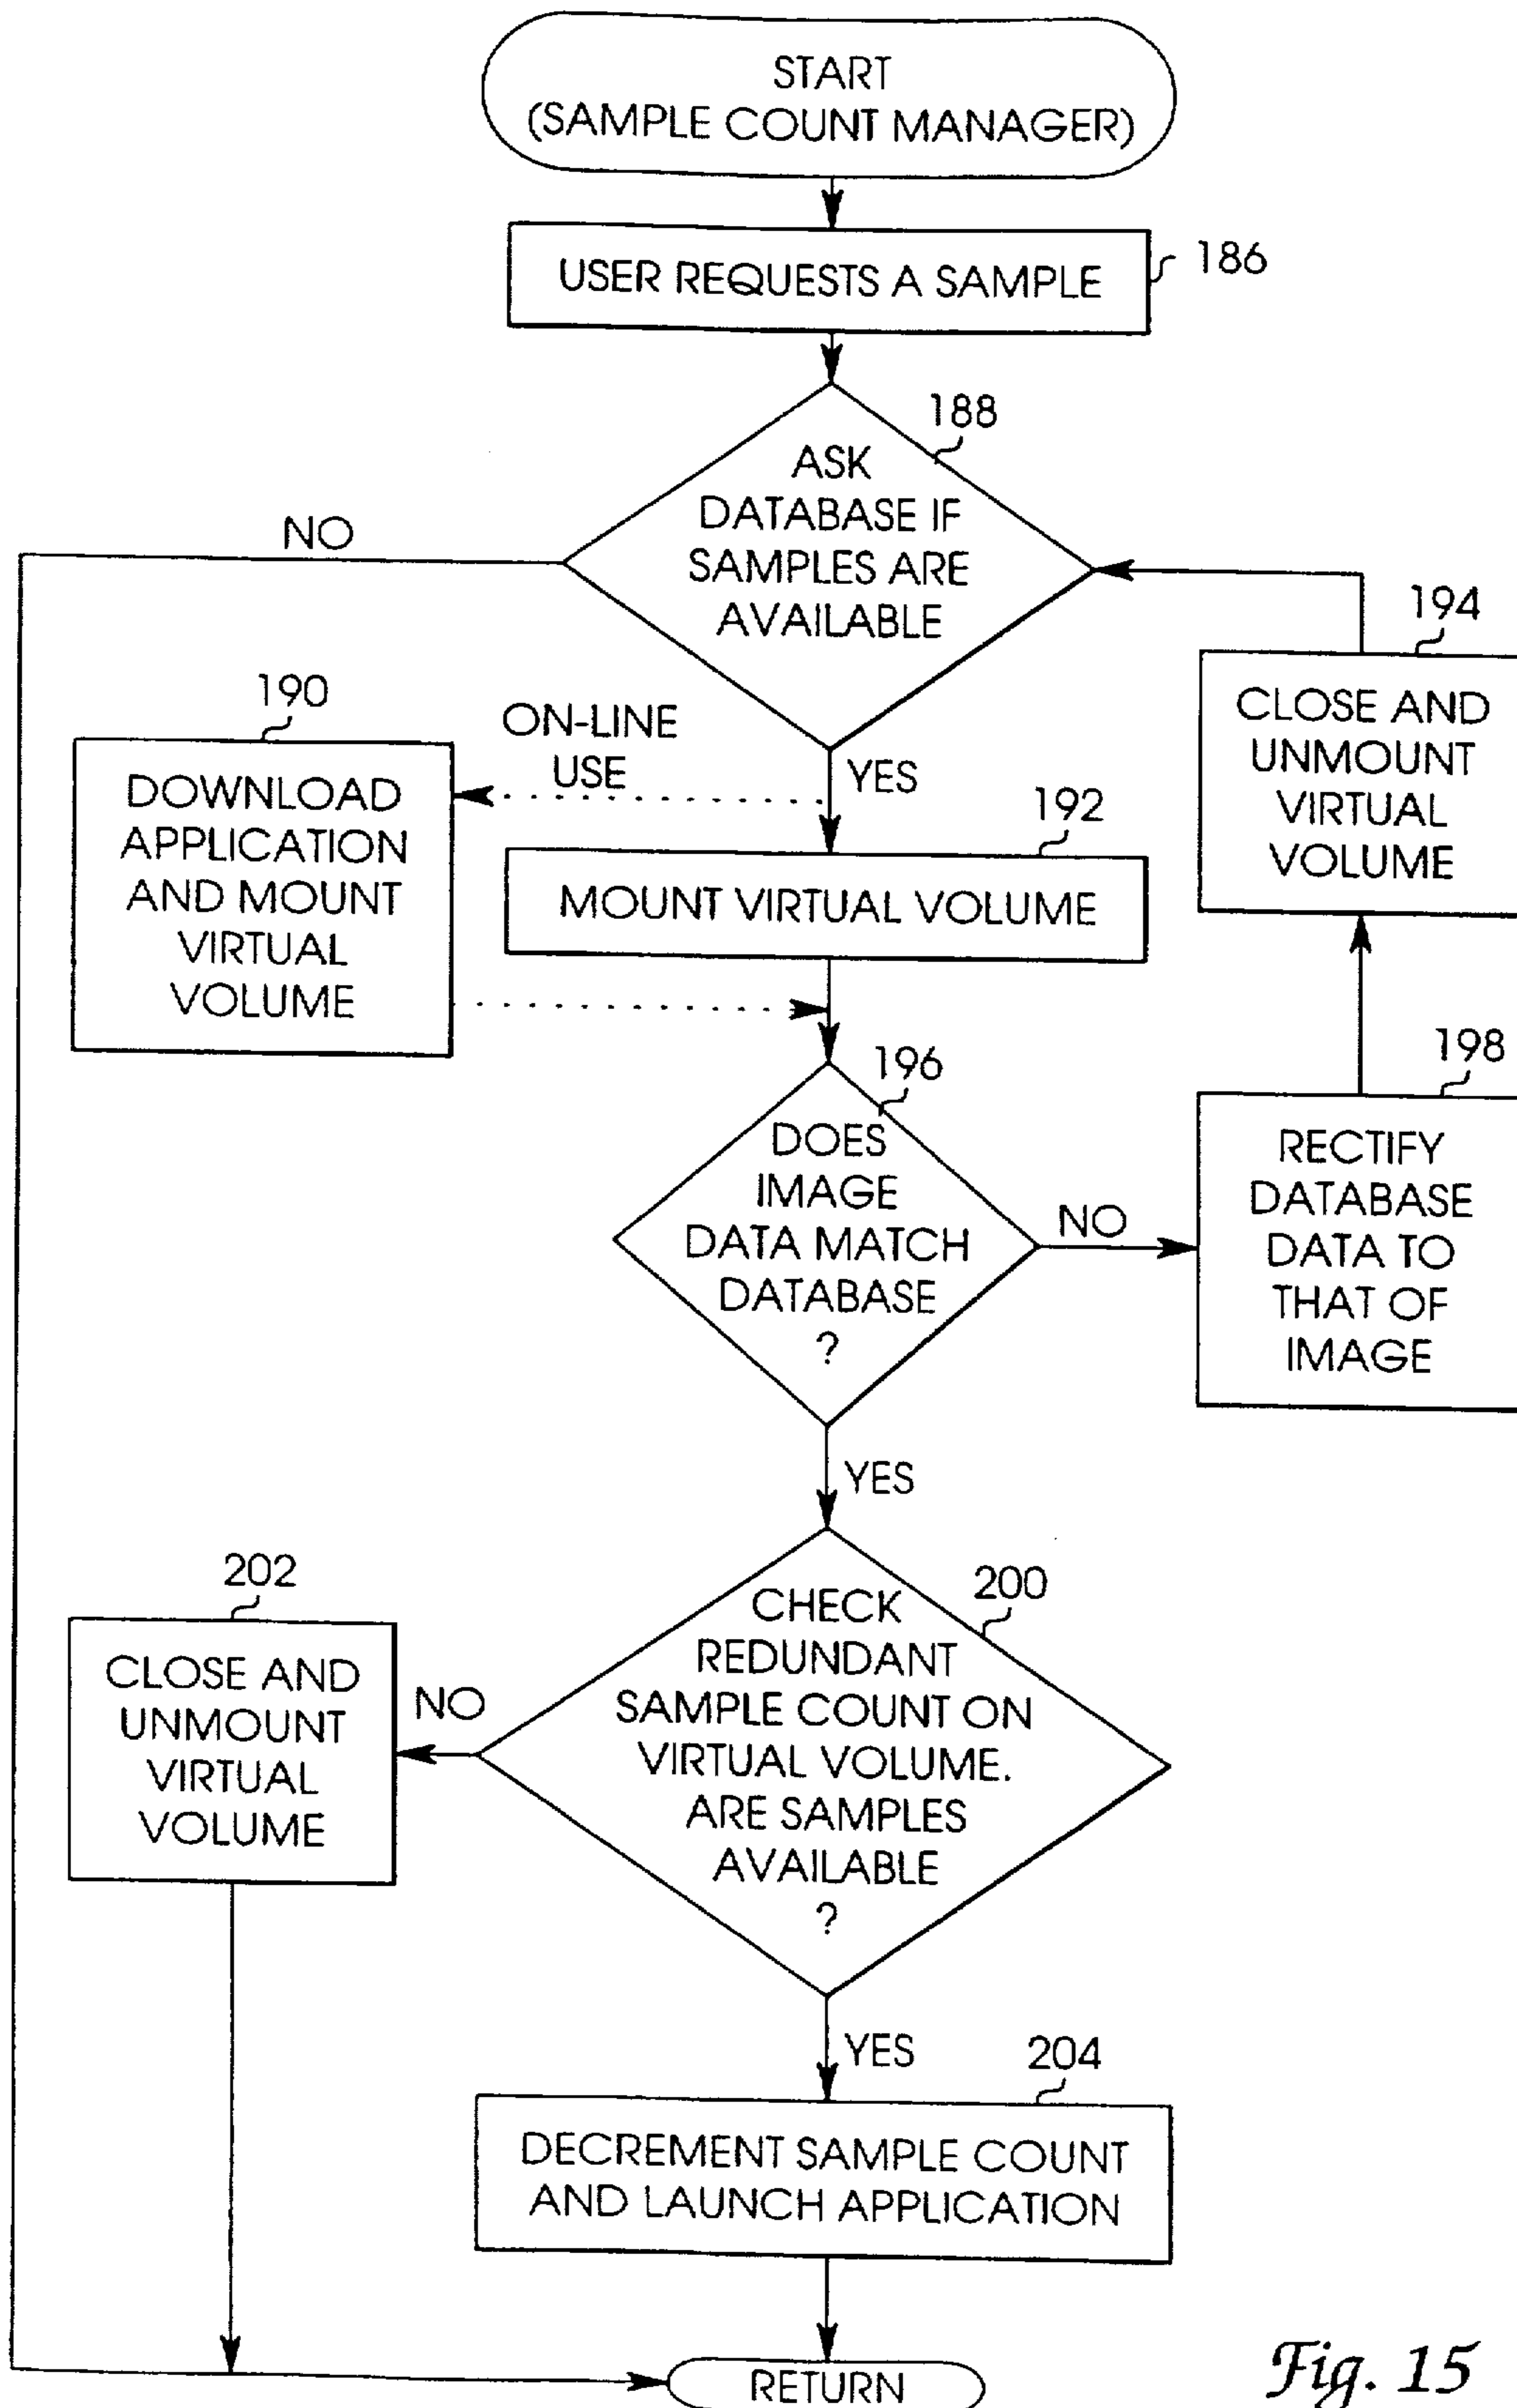 START
(SAMPLE COUNT MANAGER)
USER REQUESTS A SAMPLE
186
188
ASK
DATABASE IF
SAMPLES ARE
AVAILABLE
NO
YES
ON-LINE
USE
190
DOWNLOAD
APPLICATION
AND MOUNT
VIRTUAL
VOLUME
192
MOUNT VIRTUAL VOLUME
194
CLOSE AND
UNMOUNT
VIRTUAL
VOLUME
196
DOES
IMAGE
DATA MATCH
DATABASE
?
NO
198
RECTIFY
DATABASE
DATA TO
THAT OF
IMAGE
YES
200
CHECK
REDUNDANT
SAMPLE COUNT ON
VIRTUAL VOLUME.
ARE SAMPLES
AVAILABLE
?
NO
202
CLOSE AND
UNMOUNT
VIRTUAL
VOLUME
YES
204
DECREMENT SAMPLE COUNT
AND LAUNCH APPLICATION
RETURN
Fig. 15